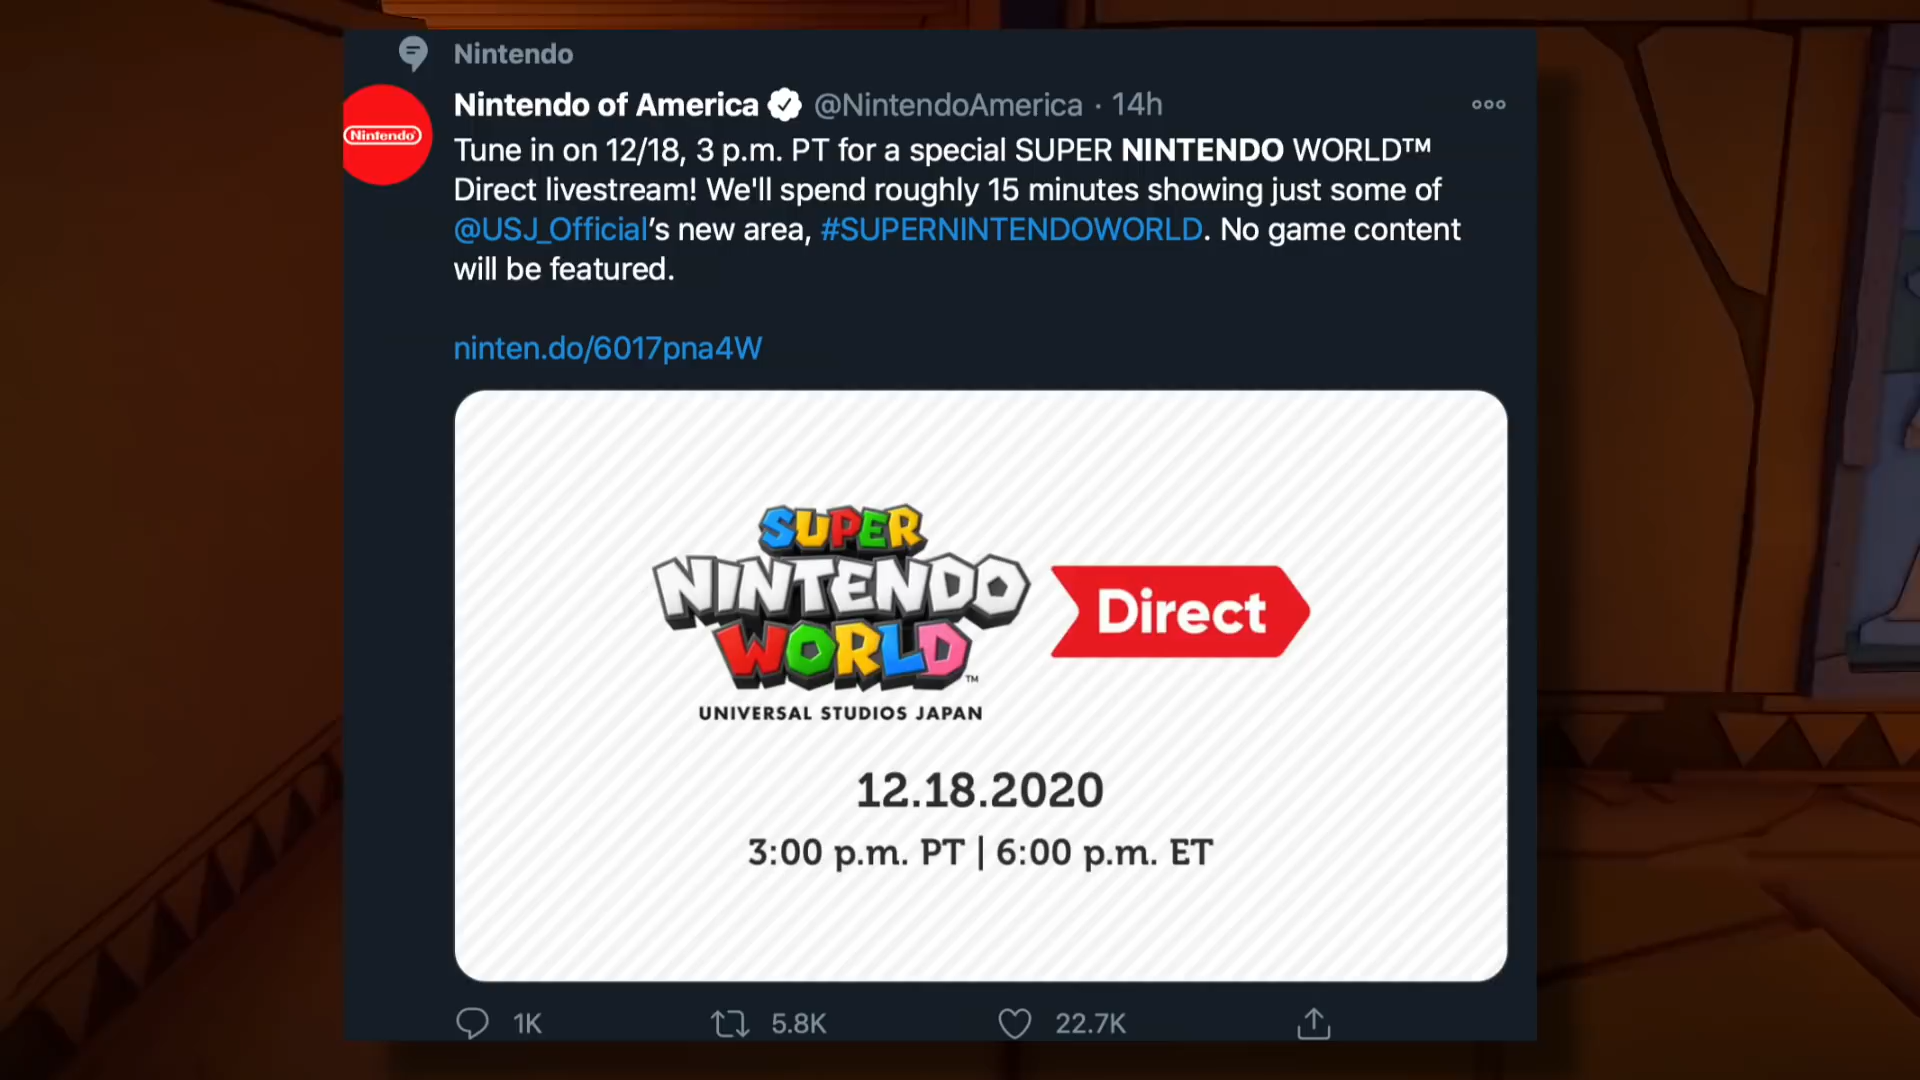 Nintendo
Nintendo of America @NintendoAmerica · 14h
Nintendo
Tune in on 12/18, 3 p.m. PT for a special SUPER NINTENDO WORLD™
Direct livestream! We'll spend roughly 15 minutes showing just some of
@USJ_Official’s new area, #SUPERNINTENDOWORLD. No game content
will be featured.
ninten.do/6017pna4W
SUPER
NINTENDO
WORLD™
Direct
UNIVERSAL STUDIOS JAPAN
12.18.2020
3:00 p.m. PT | 6:00 p.m. ET
1K 5.8K 22.7K